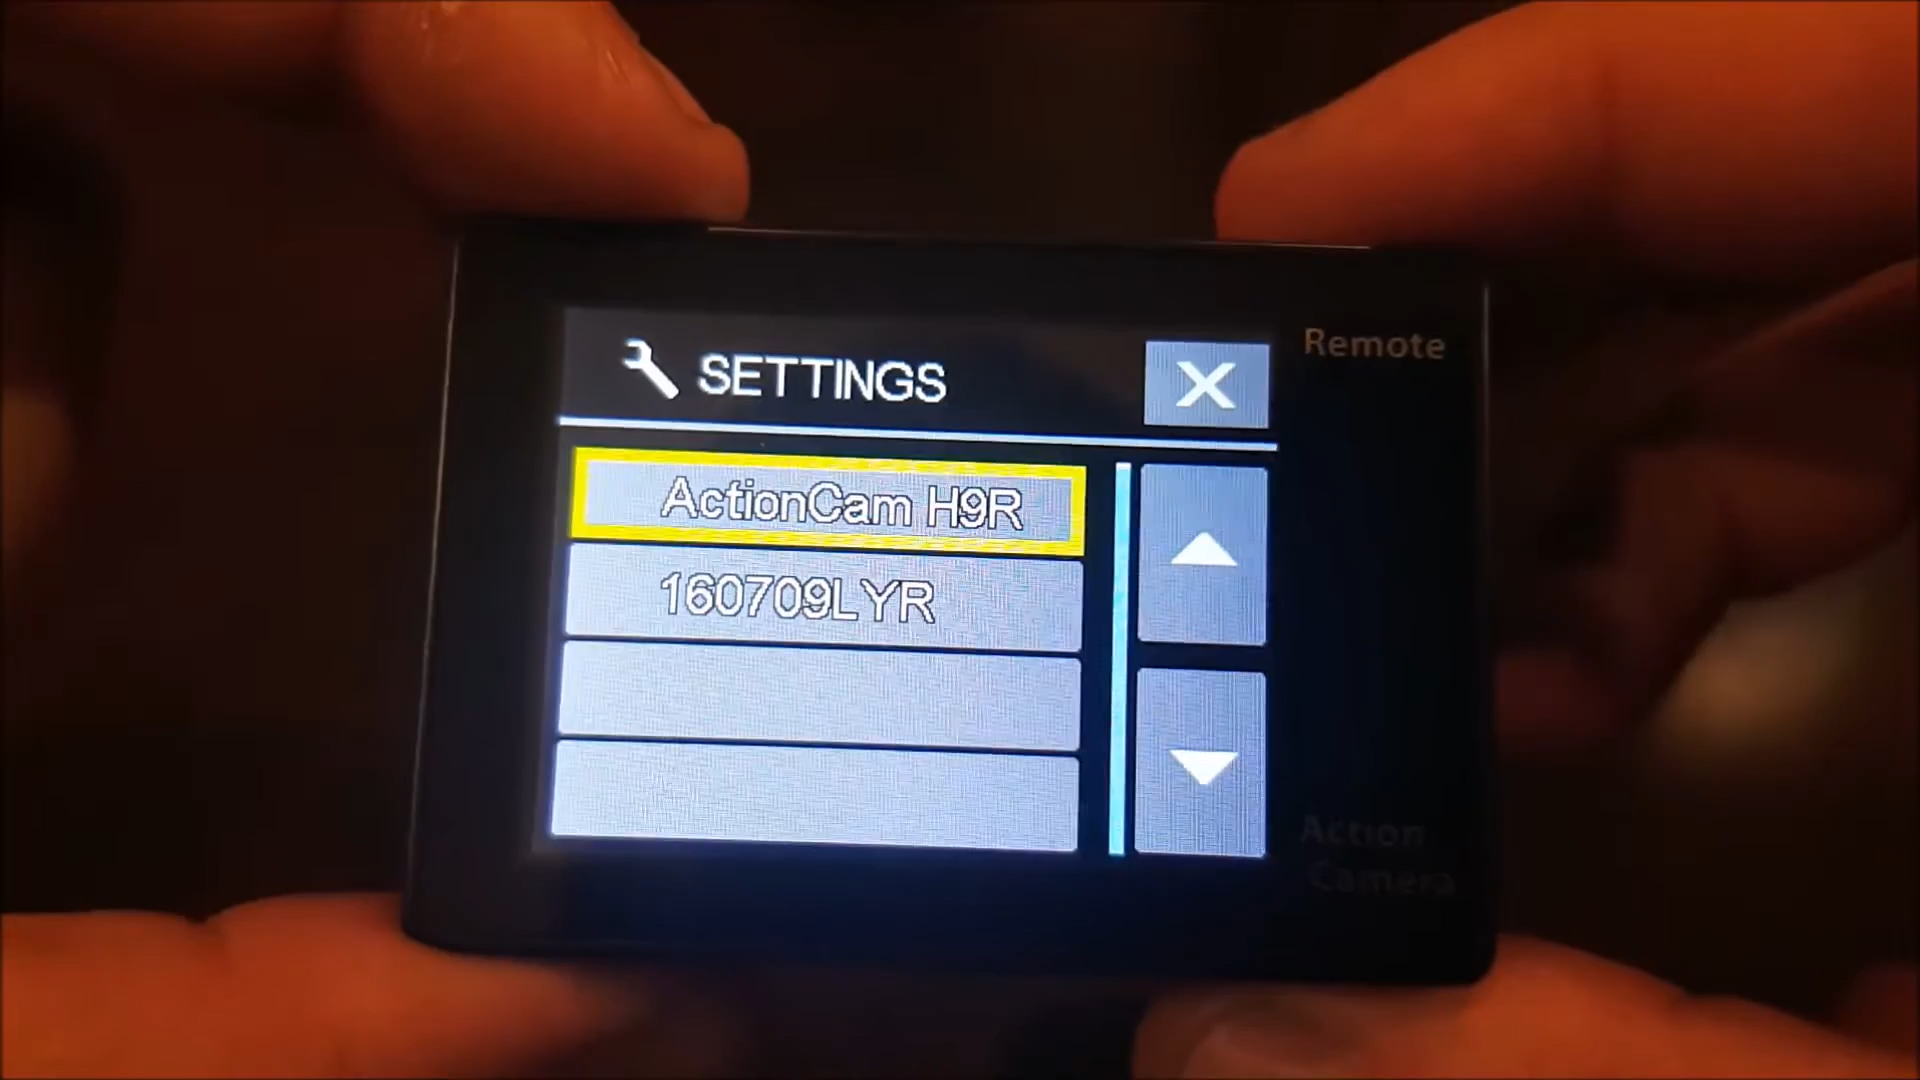 SETTINGS
Remote
ActionCam H9R
160709LYR
Action
Camera